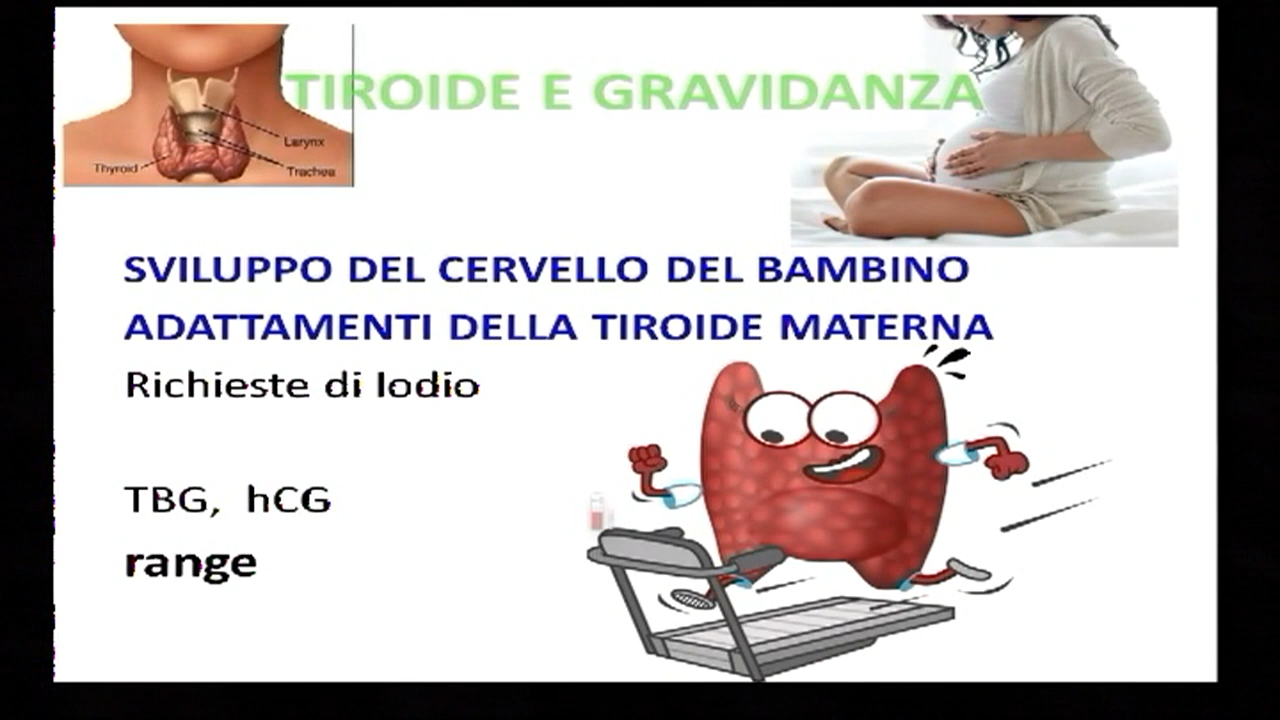 TIROIDE E GRAVIDANZA
Larynx
Thyroid
Trachea
SVILUPPO DEL CERVELLO DEL BAMBINO
ADATTAMENTI DELLA TIROIDE MATERNA
Richieste di Iodio
TBG, hCG
range